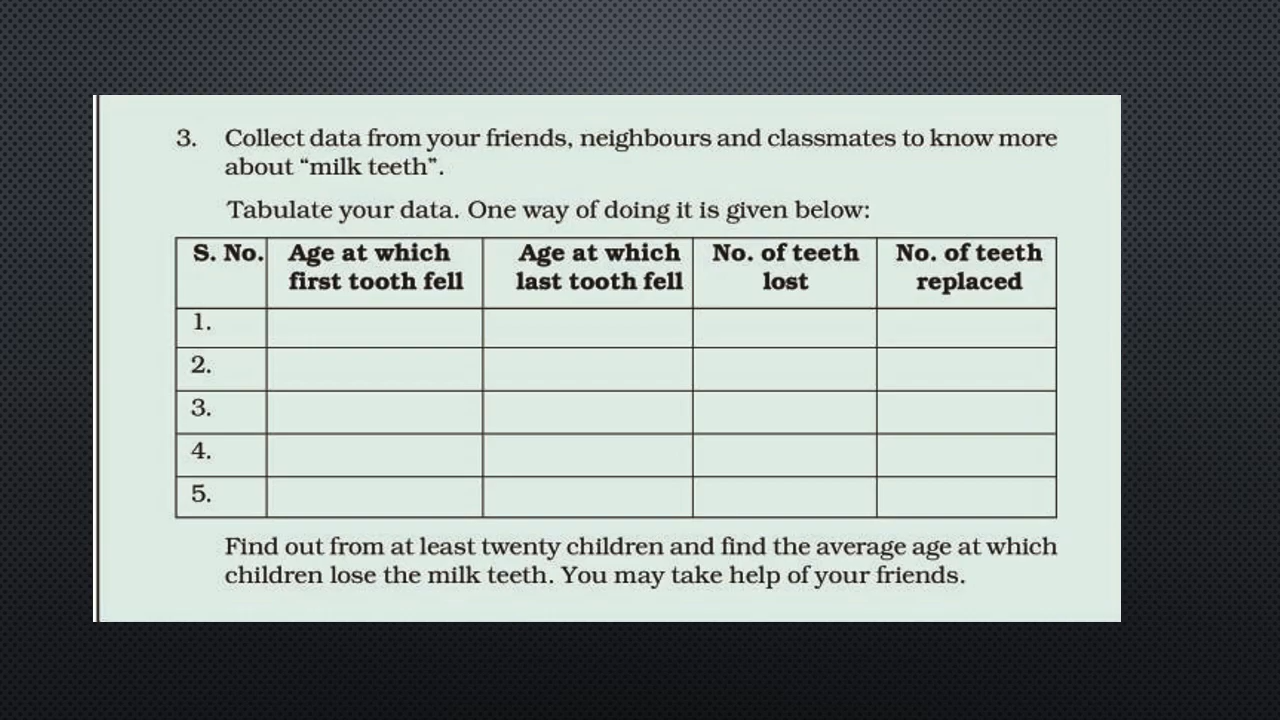 3. Collect data from your friends, neighbours and classmates to know more
about “milk teeth”.
Tabulate your data. One way of doing it is given below:
S. No. Age at which first tooth fell Age at which last tooth fell No. of teeth lost No. of teeth replaced
1.
2.
3.
4.
5.
Find out from at least twenty children and find the average age at which
children lose the milk teeth. You may take help of your friends.